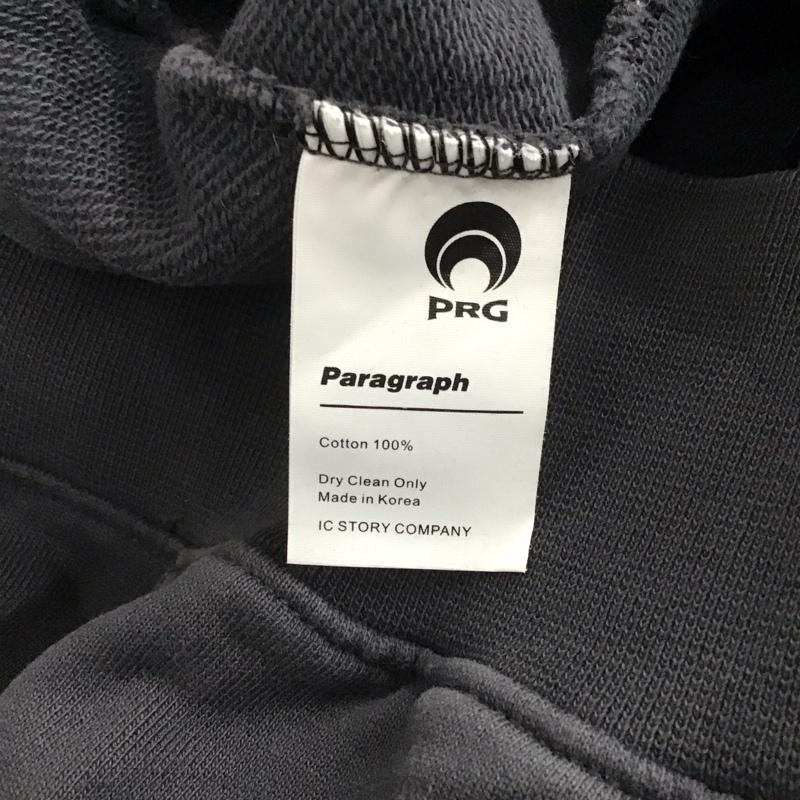 PRG
Paragraph
Cotton 100%
Dry Clean Only
Made in Korea
IC STORY COMPANY